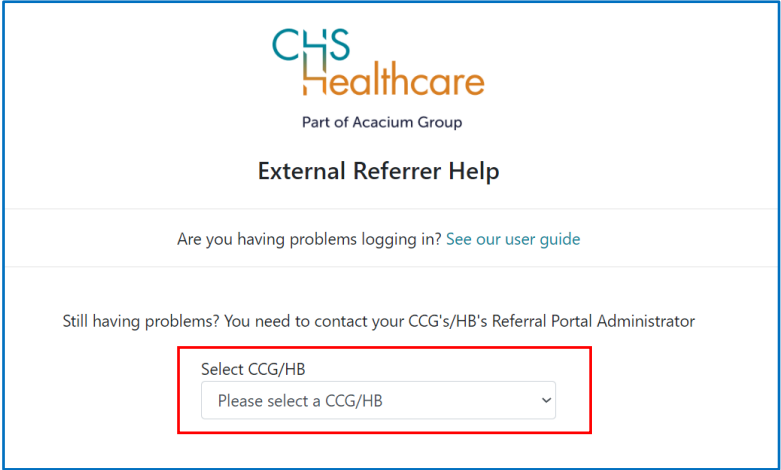 CHS
Healthcare
Part of Acacium Group
External Referrer Help
Are you having problems logging in? See our user guide
Still having problems? You need to contact your CCG's/HB's Referral Portal Administrator
Select CCG/HB
Please select a CCG/HB